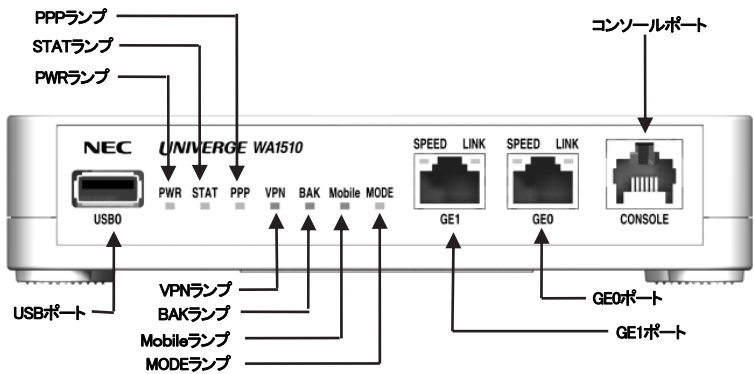 PPPランプ
STATランプ
PWRランプ
コンソールポート
NEC UNIVERGE WA1510
SPEED LINK SPEED LINK
PWR STAT PPP VPN BAK Mobile MODE
USB0 GE1 GE0 CONSOLE
VPNランプ
BAKランプ
Mobileランプ
MODEランプ
USBポート
GE0ポート
GE1ポート